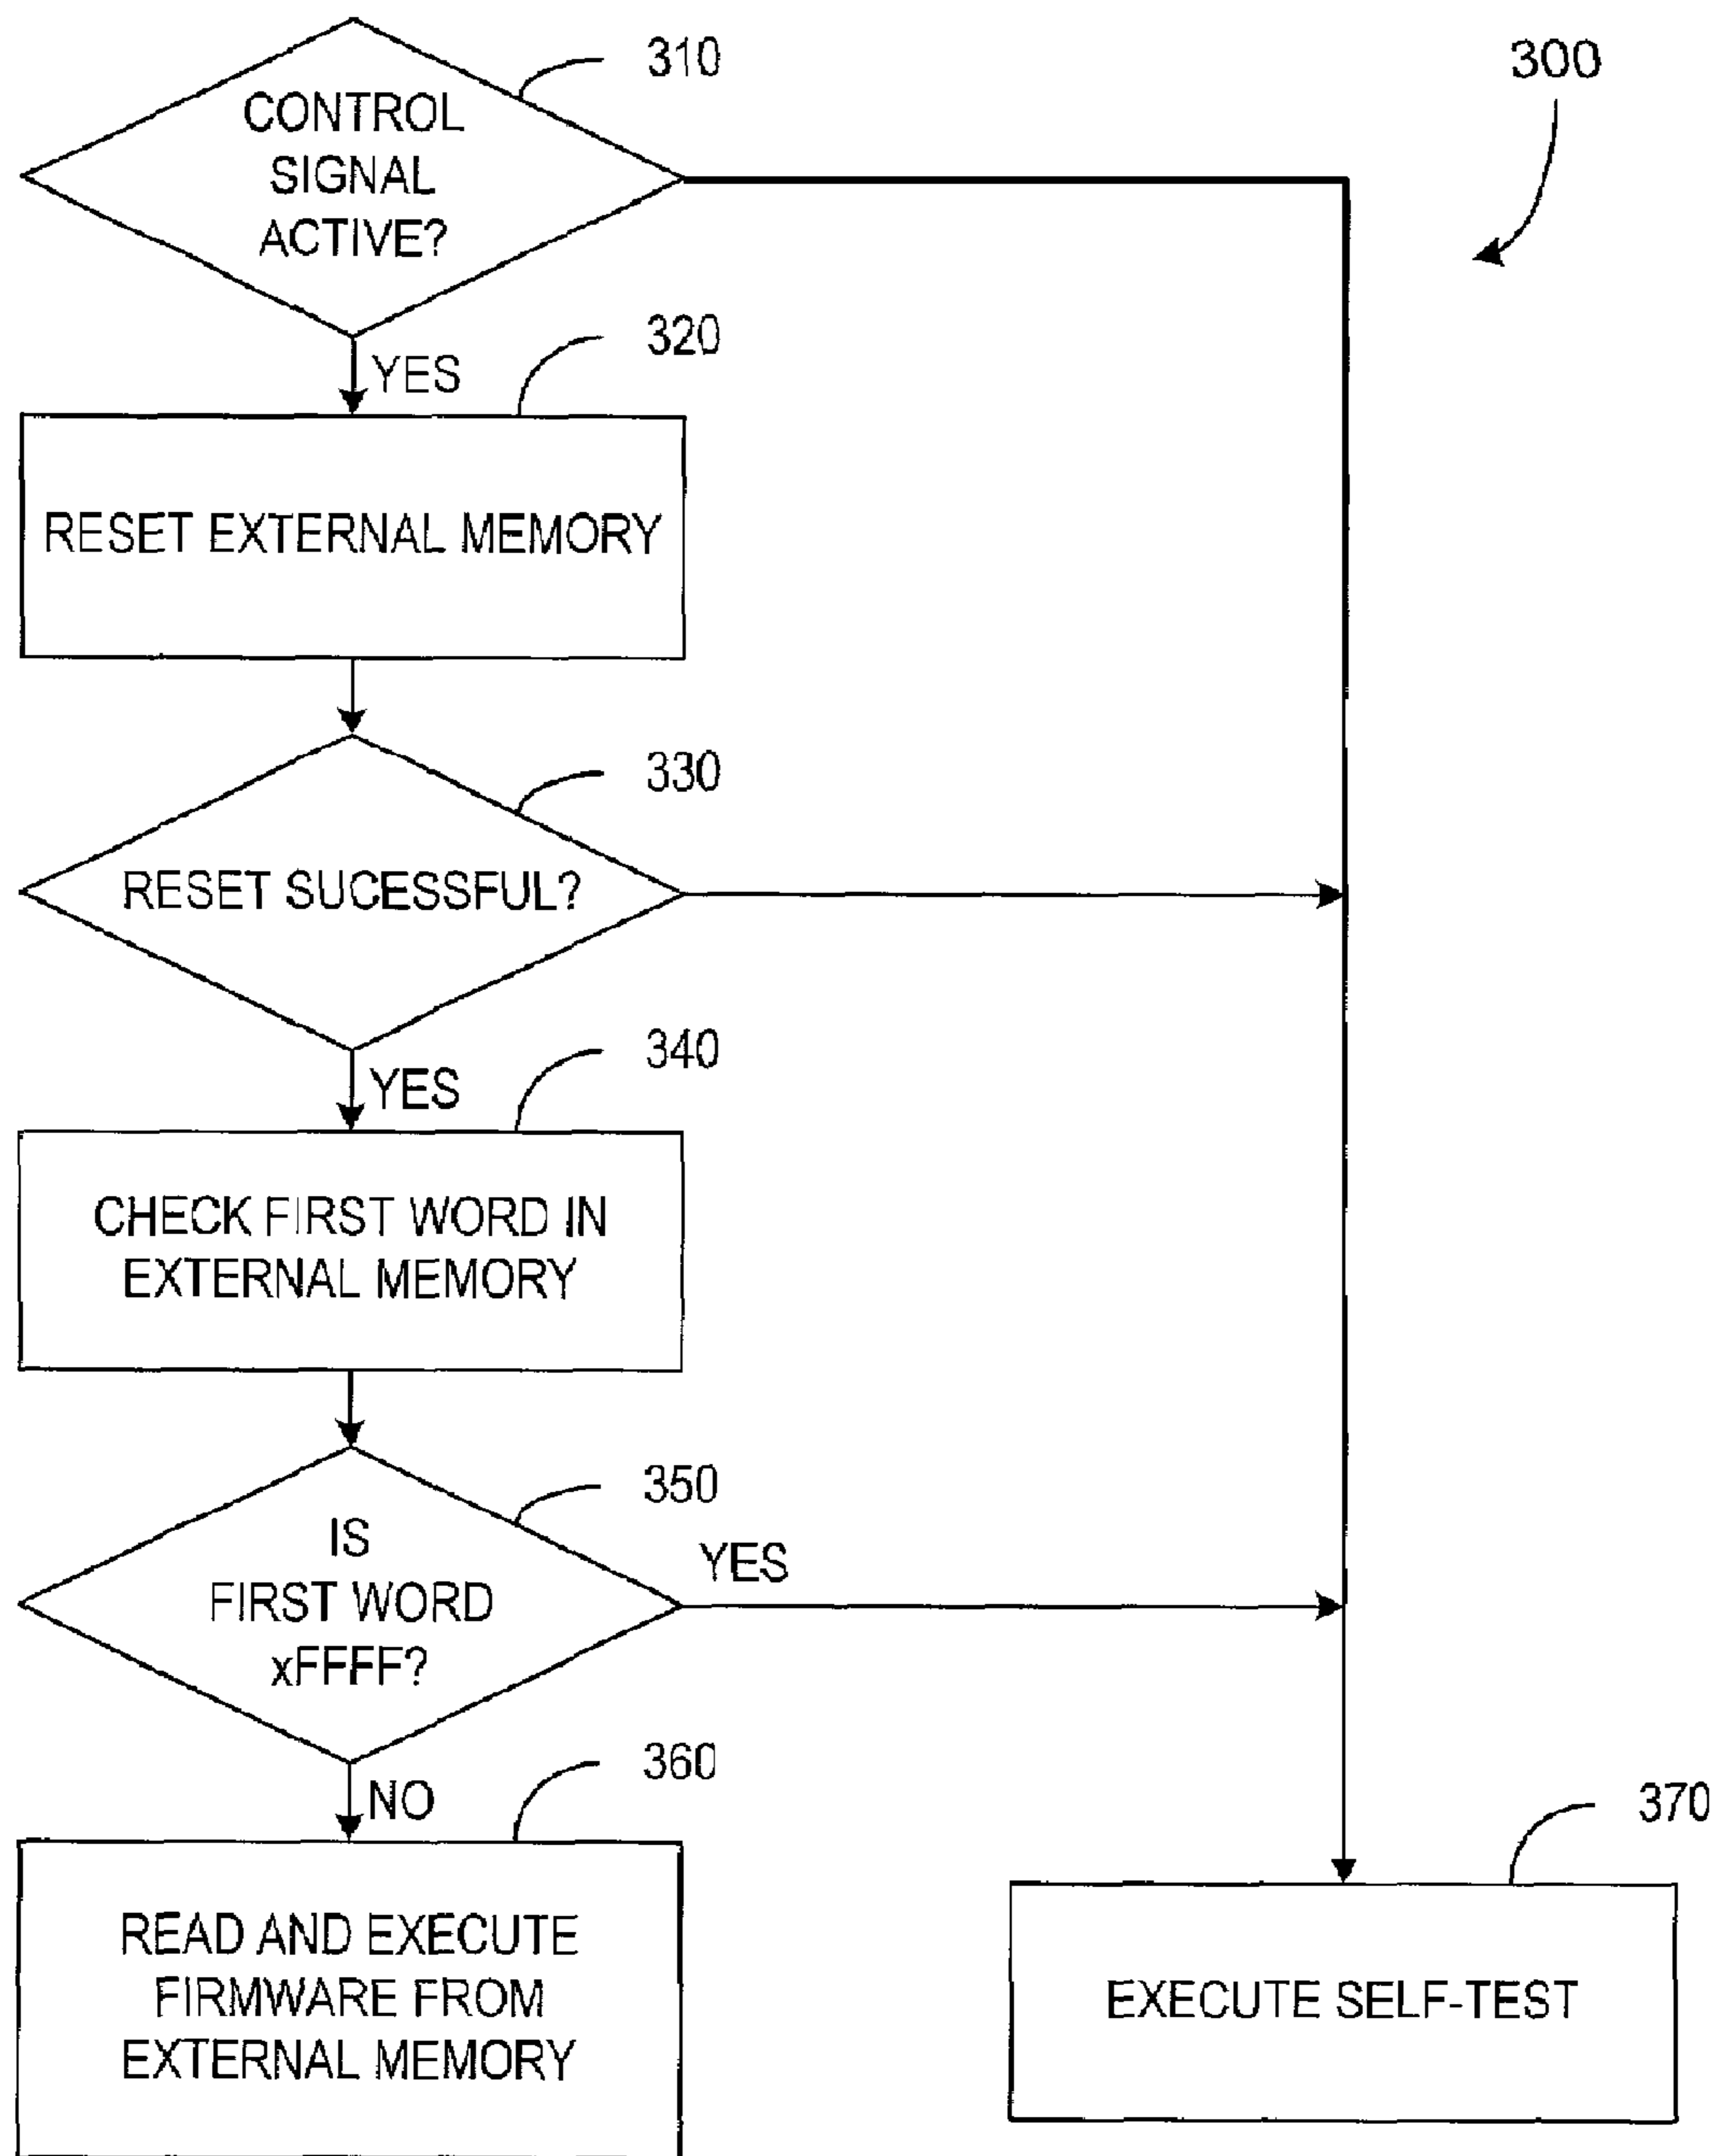 310
300
CONTROL
SIGNAL
ACTIVE?
320
YES
RESET EXTERNAL MEMORY
330
RESET SUCESSFUL?
340
YES
CHECK FIRST WORD IN
EXTERNAL MEMORY
350
IS
FIRST WORD
xFFFF?
YES
360
NO
370
READ AND EXECUTE
FIRMWARE FROM
EXTERNAL MEMORY
EXECUTE SELF-TEST